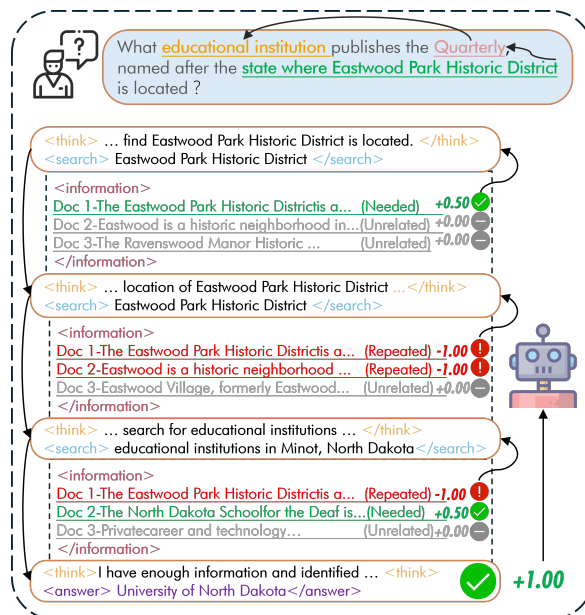 What educational institution publishes the Quarterly
named after the state where Eastwood Park Historic District
is located ?
<think> ... find Eastwood Park Historic District is located. </think>
<search> Eastwood Park Historic District </search>
<information>
Doc 1-The Eastwood Park Historic Districtis a... (Needed) +0.50
Doc 2-Eastwood is a historic neighborhood in...(Unrelated) +0.00
Doc 3-The Ravenswood Manor Historic ... (Unrelated) +0.00
</information>
<think> ... location of Eastwood Park Historic District ...</think>
<search> Eastwood Park Historic District </search>
<information>
Doc 1-The Eastwood Park Historic Districtis a... (Repeated) -1.00
Doc 2-Eastwood is a historic neighborhood ... (Repeated) -1.00
Doc 3-Eastwood Village, formerly Eastwood... (Unrelated) +0.00
</information>
<think> ... search for educational institutions ... </think>
<search> educational institutions in Minot, North Dakota</search>
<information>
Doc 1-The Eastwood Park Historic Districtis a... (Repeated) -1.00
Doc 2-The North Dakota Schoolfor the Deaf is... (Needed) +0.50
Doc 3-Privatecareer and technology... (Unrelated) +0.00
</information>
<think>I have enough information and identified ... <think>
<answer> University of North Dakota</answer>
+1.00